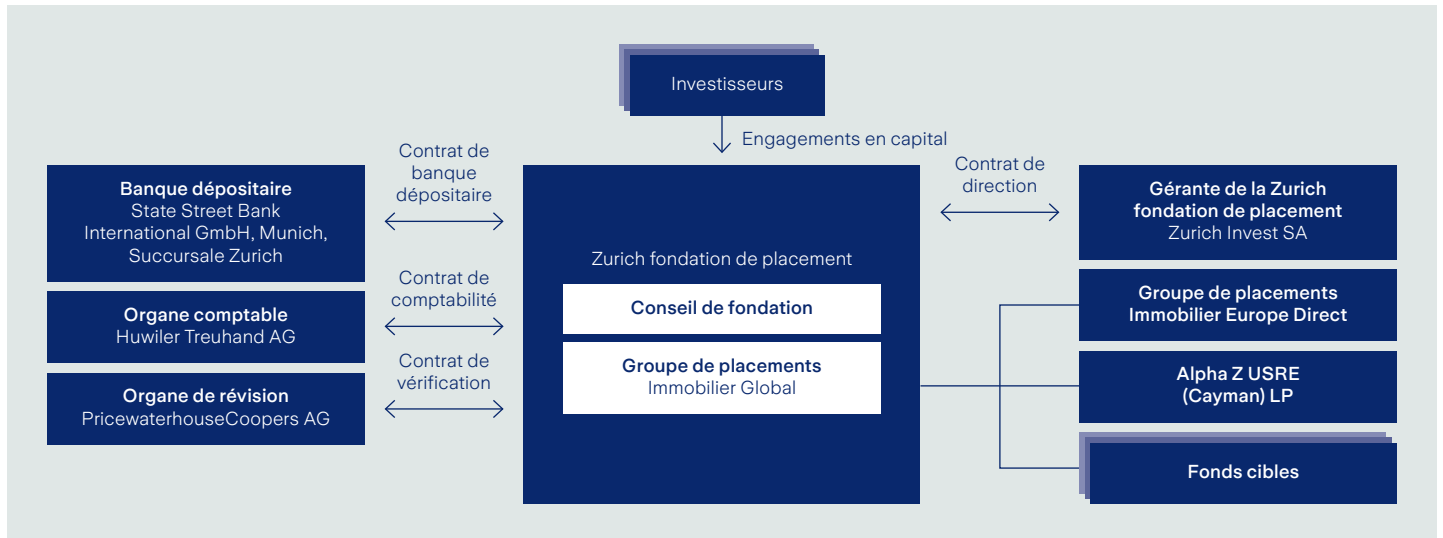 Investisseurs
Engagements en capital
Contrat de
banque
dépositaire
Banque dépositaire
State Street Bank
International GmbH, Munich,
Succursale Zurich
Contrat de
comptabilité
Organe comptable
Huwiler Treuhand AG
Contrat de
vérification
Organe de révision
PricewaterhouseCoopers AG
Zurich fondation de placement
Conseil de fondation
Groupe de placements
Immobilier Global
Contrat de
direction
Gérante de la Zurich
fondation de placement
Zurich Invest SA
Groupe de placements
Immobilier Europe Direct
Alpha Z USRE
(Cayman) LP
Fonds cibles